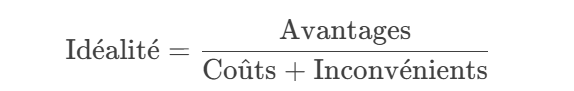 Idéalité = Avantages
Coûts + Inconvénients